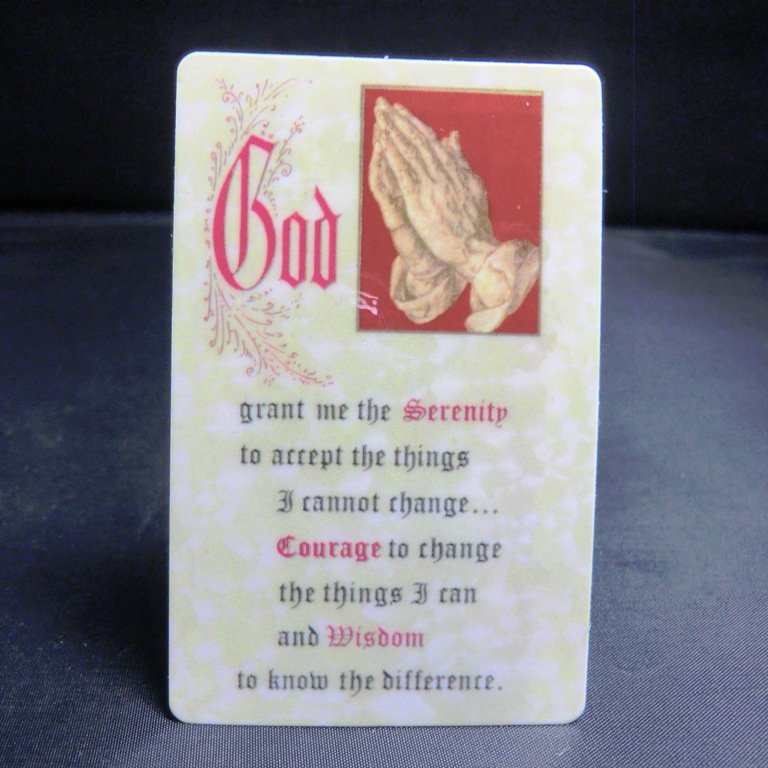 God
grant me the Serenity
to accept the things
I cannot change...
Courage to change
the things I can
and Wisdom
to know the difference.